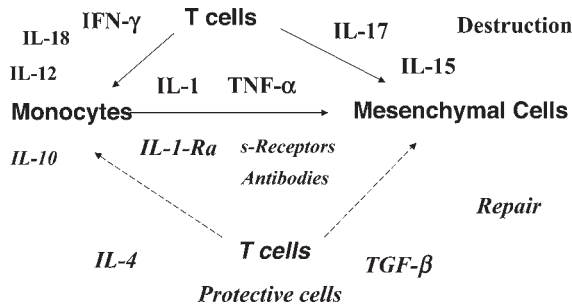 T cells
IFN-γ
IL-18
IL-17
Destruction
IL-12
IL-15
IL-1 TNF-α
Monocytes
Mesenchymal Cells
IL-10
IL-1-Ra
s-Receptors
Antibodies
Repair
T cells
IL-4
TGF-β
Protective cells